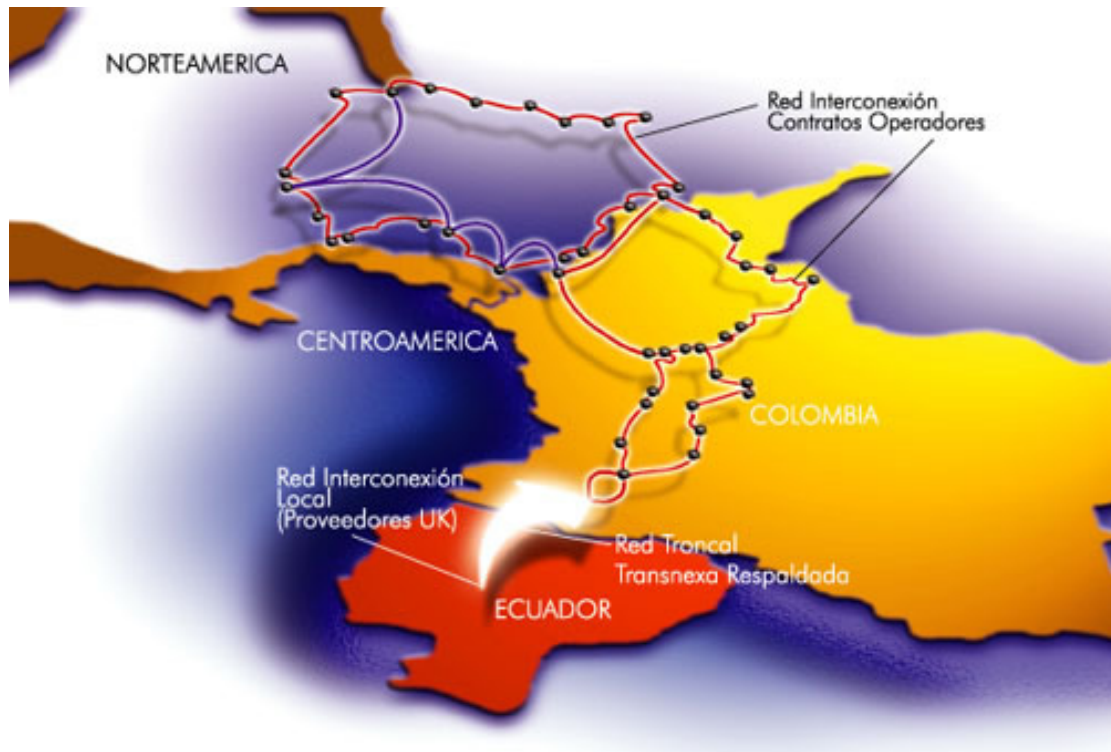 NORTEAMERICA
Red Interconexión
Contratos Operadores
CENTROAMERICA
COLOMBIA
Red Interconexión
Local
(Proveedores UK)
Red Troncal
Transnexa Respaldada
ECUADOR